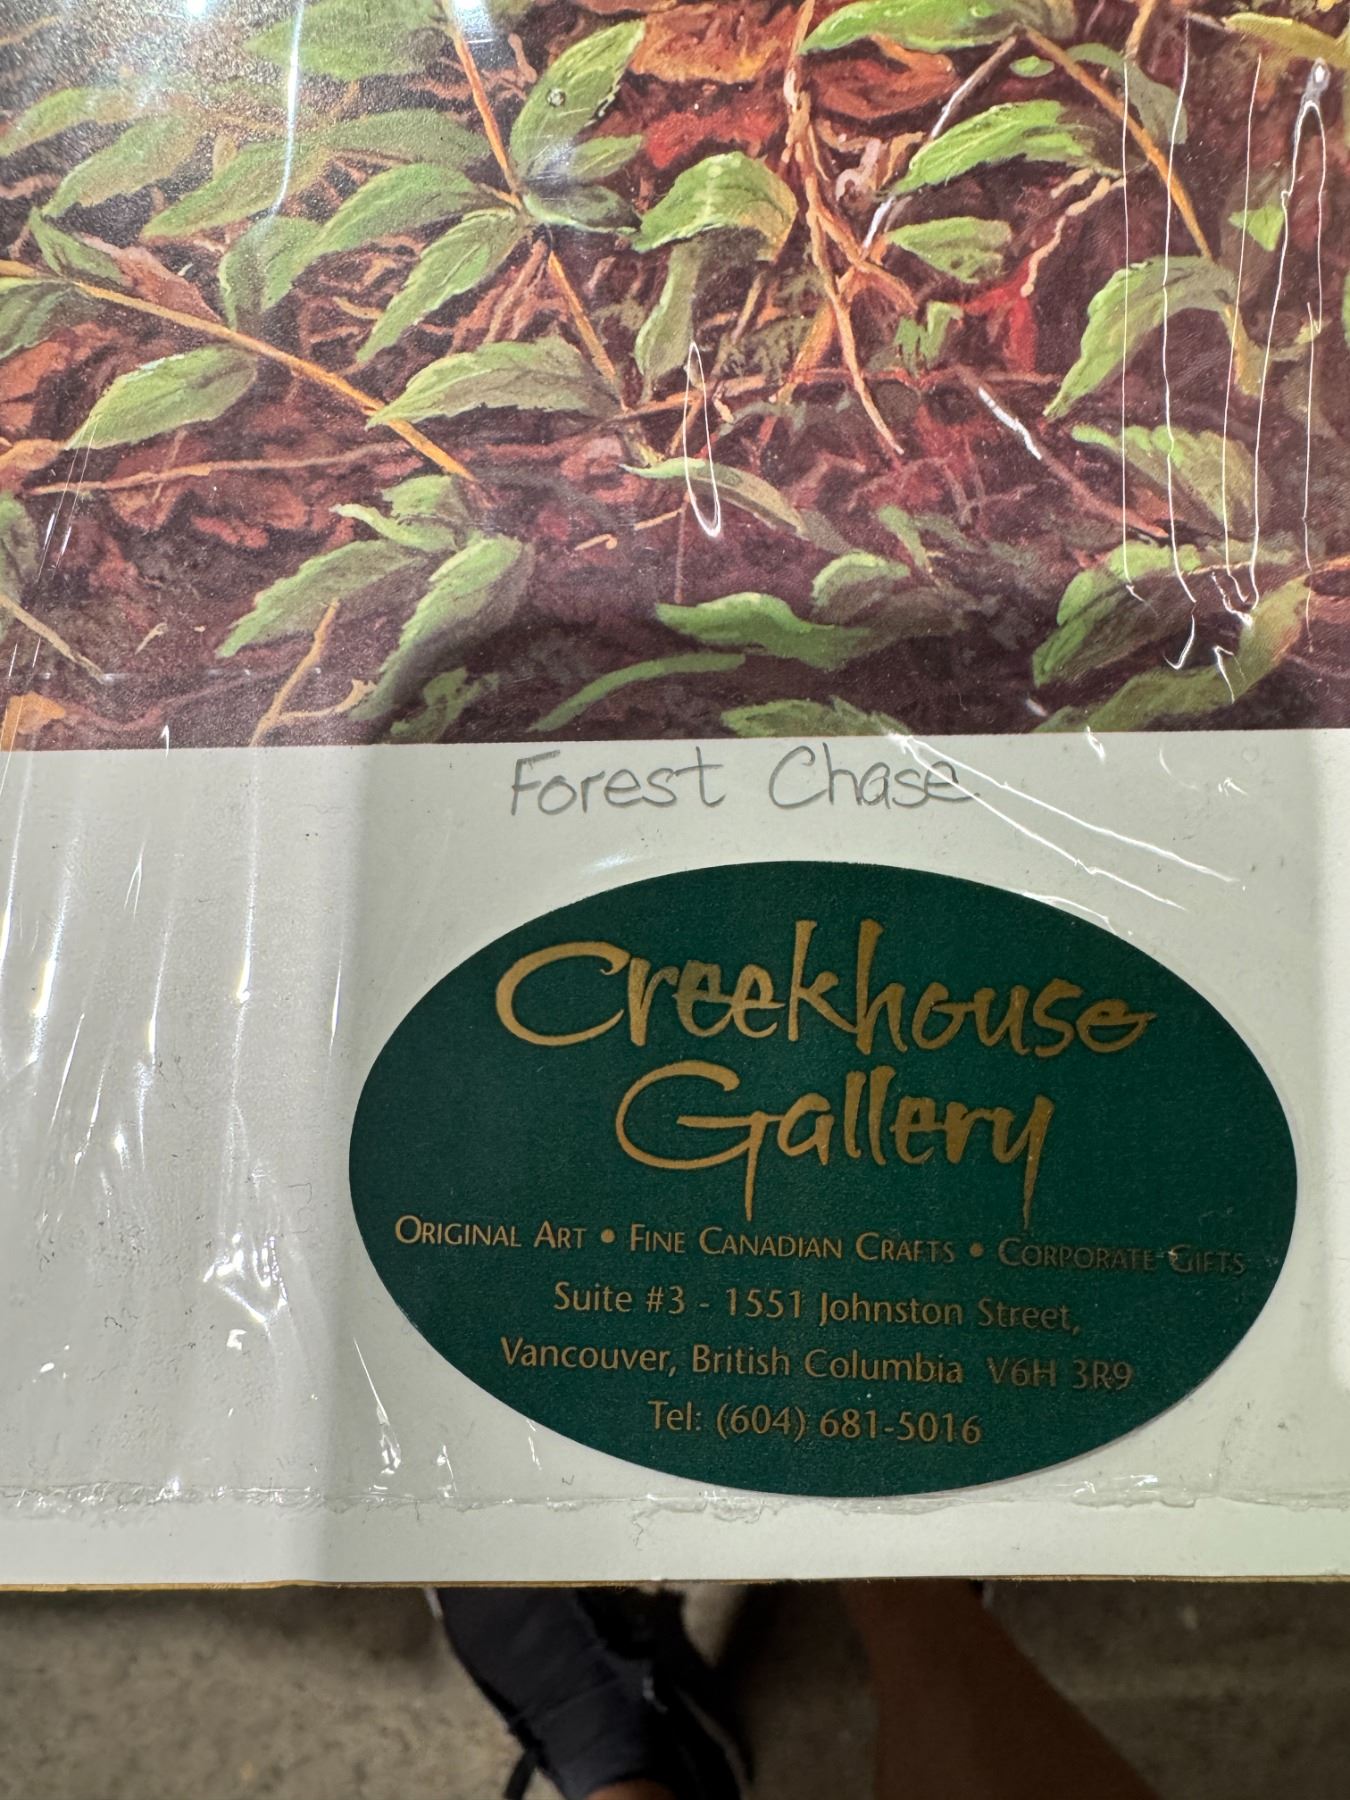 Forest Chase
Creekhouse
Gallery
ORIGINAL ART • FINE CANADIAN CRAFTS • CORPORATE GIFTS
Suite #3 - 1551 Johnston Street,
Vancouver, British Columbia V6H 3R9
Tel: (604) 681-5016